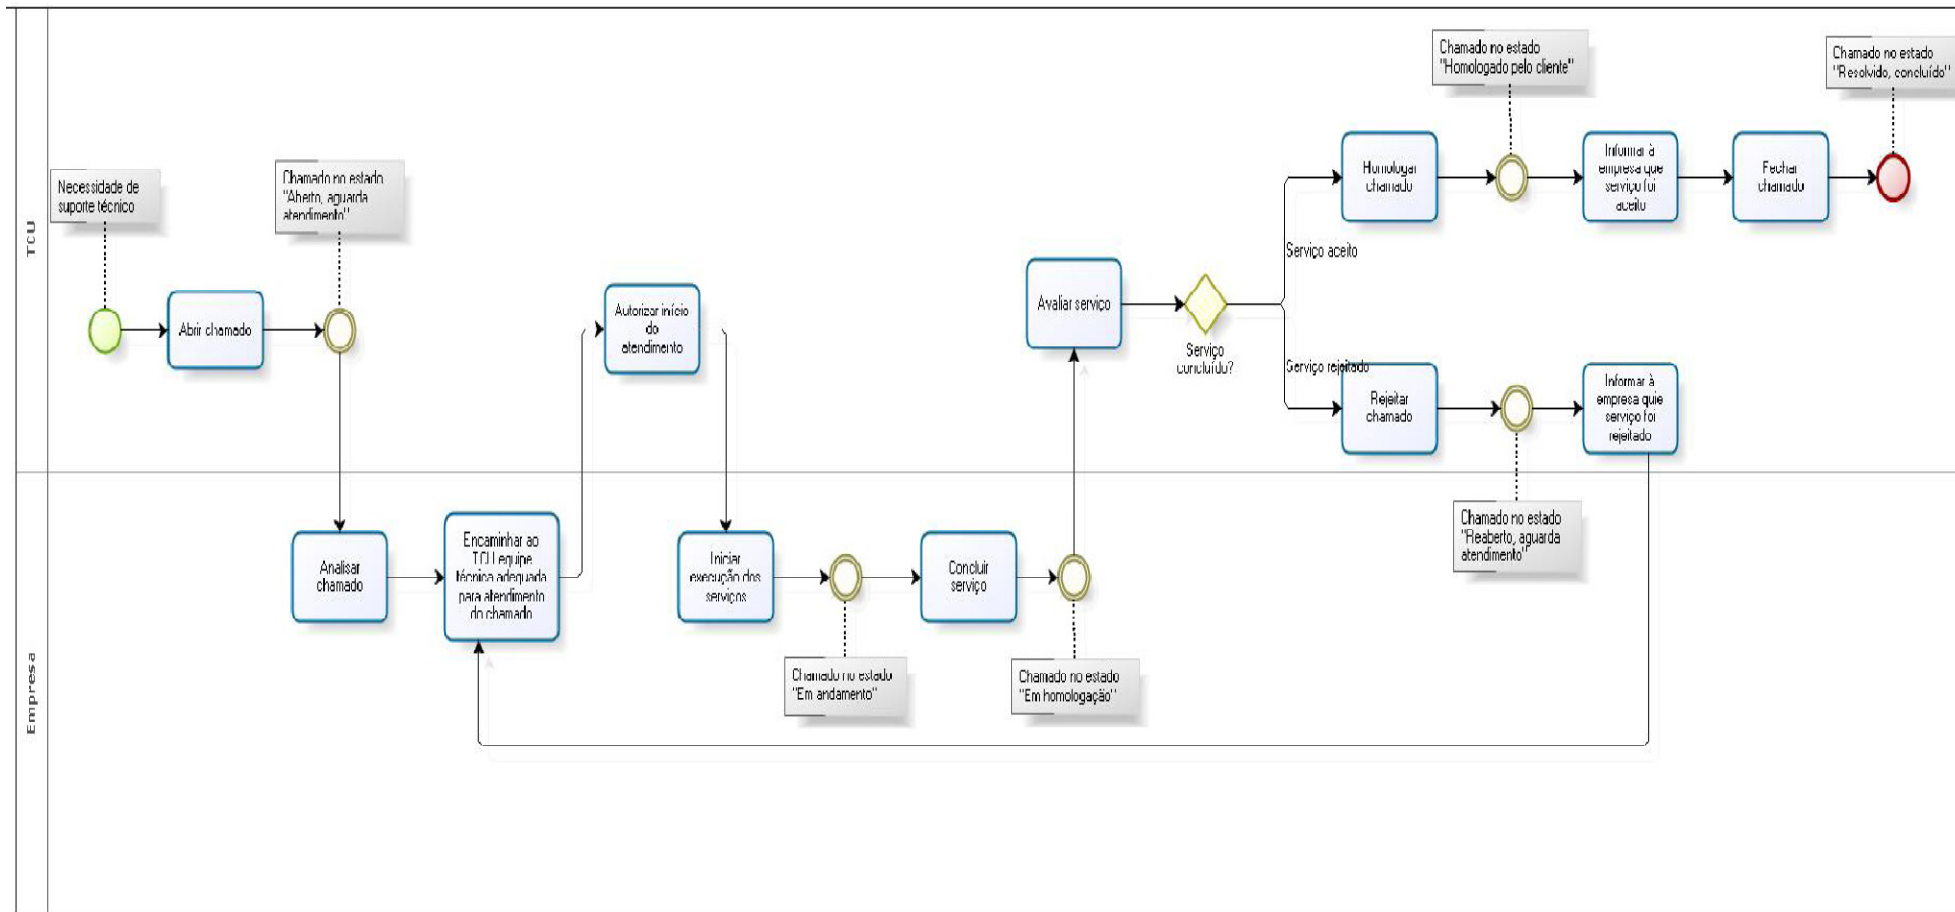 TCU
Necessidade de
suporte técnico
Abrir chamado
Chamado no estado
"Aberto, aguarda
atendimento"
Autorizar início
do
atendimento
Avaliar serviço
Serviço
concluído?
Serviço aceito
Serviço rejeitado
Homologar
chamado
Chamado no estado
"Homologado pelo cliente"
Informar à
empresa que
serviço foi
aceito
Fechar
chamado
Chamado no estado
"Resolvido, concluído"
Rejeitar
chamado
Informar à
empresa quie
serviço foi
rejeitado
Chamado no estado
"Reaberto, aguarda
atendimento"
Empresa
Analisar
chamado
Encaminhar ao
TCU equipe
técnica adequada
para atendimento
do chamado
Iniciar
execução dos
serviços
Chamado no estado
"Em andamento"
Concluir
serviço
Chamado no estado
"Em homologação"